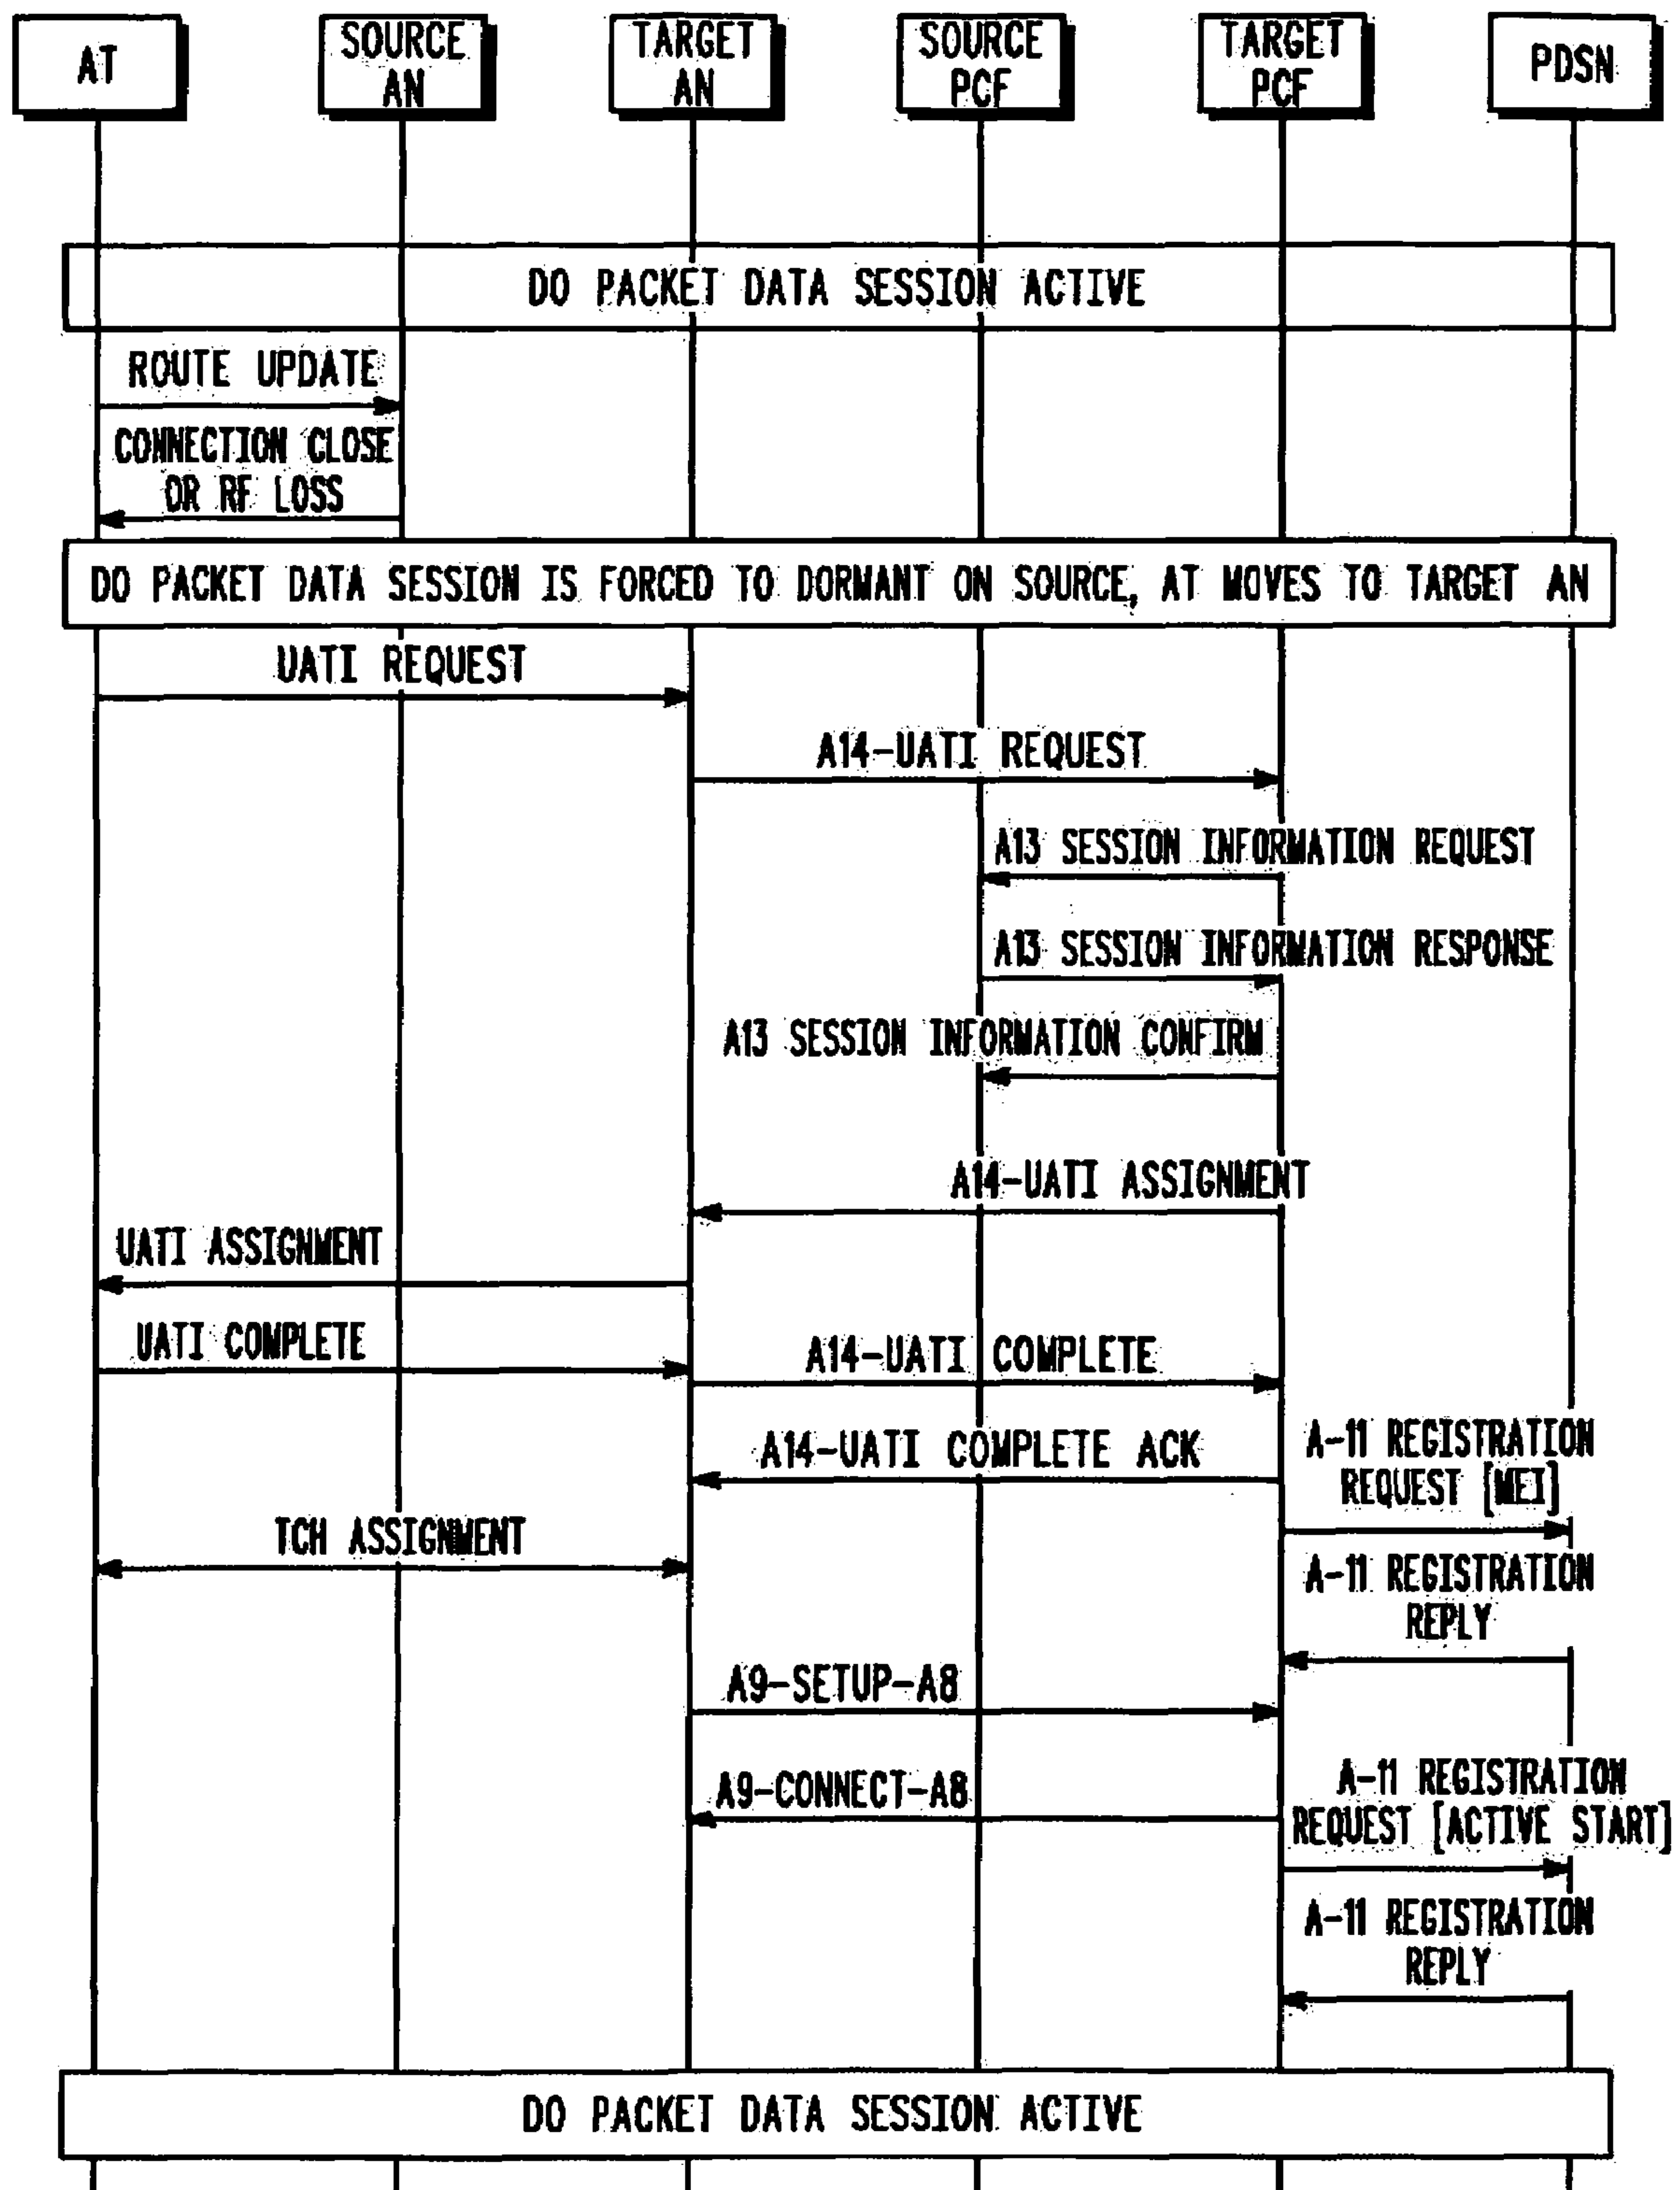 AT
SOURCE
AN
TARGET
AN
SOURCE
PCF
TARGET
PCF
PDSN
DO PACKET DATA SESSION ACTIVE
ROUTE UPDATE
CONNECTION CLOSE
OR RF LOSS
DO PACKET DATA SESSION IS FORCED TO DORMANT ON SOURCE, AT MOVES TO TARGET AN
UATI REQUEST
A14-UATI REQUEST
A13 SESSION INFORMATION REQUEST
A13 SESSION INFORMATION RESPONSE
A13 SESSION INFORMATION CONFIRM
A14-UATI ASSIGNMENT
UATI ASSIGNMENT
UATI COMPLETE
A14-UATI COMPLETE
A14-UATI COMPLETE ACK
A-11 REGISTRATION
REQUEST [MEI]
TCH ASSIGNMENT
A-11 REGISTRATION
REPLY
A9-SETUP-A8
A9-CONNECT-A8
A-11 REGISTRATION
REQUEST [ACTIVE START]
A-11 REGISTRATION
REPLY
DO PACKET DATA SESSION ACTIVE